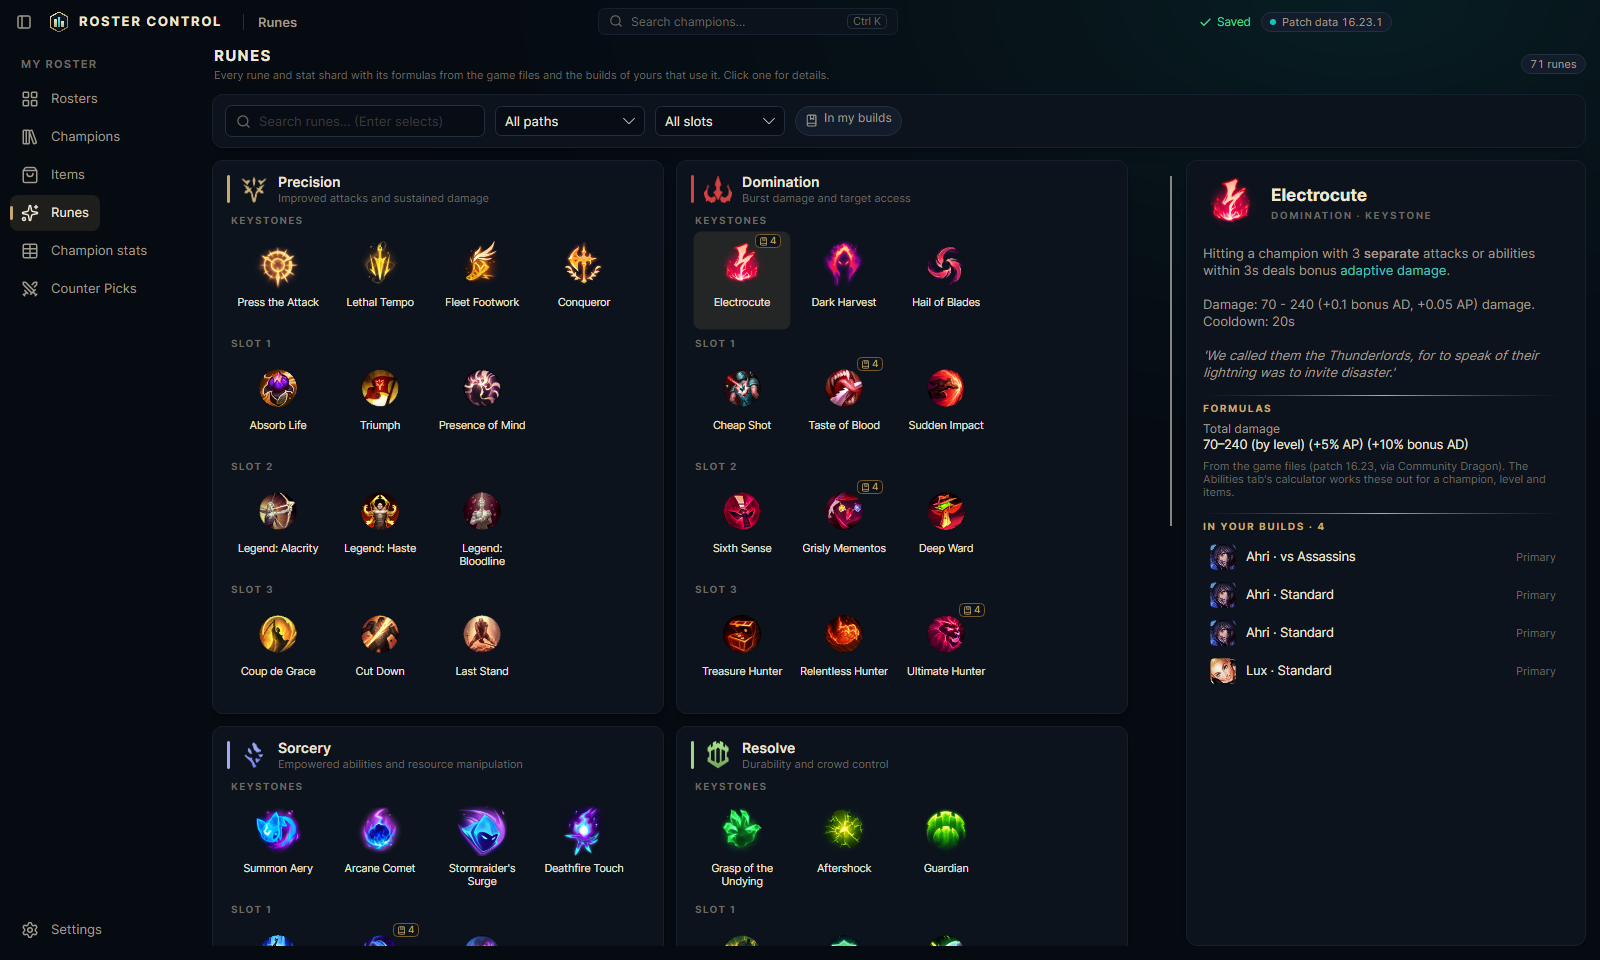 ROSTER CONTROL
Runes
Search champions...
Ctrl K
Saved
Patch data 16.23.1
MY ROSTER
Rosters
Champions
Items
Runes
Champion stats
Counter Picks
Settings
RUNES
Every rune and stat shard with its formulas from the game files and the builds of yours that use it. Click one for details.
71 runes
Search runes... (Enter selects)
All paths
All slots
In my builds
Precision
Improved attacks and sustained damage
KEYSTONES
Press the Attack
Lethal Tempo
Fleet Footwork
Conqueror
SLOT 1
Absorb Life
Triumph
Presence of Mind
SLOT 2
Legend: Alacrity
Legend: Haste
Legend:
Bloodline
SLOT 3
Coup de Grace
Cut Down
Last Stand
Domination
Burst damage and target access
KEYSTONES
4
Electrocute
Dark Harvest
Hail of Blades
SLOT 1
4
Cheap Shot
Taste of Blood
Sudden Impact
SLOT 2
4
Sixth Sense
Grisly Mementos
Deep Ward
SLOT 3
4
Treasure Hunter
Relentless Hunter
Ultimate Hunter
Sorcery
Empowered abilities and resource manipulation
KEYSTONES
Summon Aery
Arcane Comet
Stormraider's
Surge
Deathfire Touch
SLOT 1
4
Resolve
Durability and crowd control
KEYSTONES
Grasp of the
Undying
Aftershock
Guardian
SLOT 1
Electrocute
DOMINATION · KEYSTONE
Hitting a champion with 3 separate attacks or abilities
within 3s deals bonus adaptive damage.
Damage: 70 - 240 (+0.1 bonus AD, +0.05 AP) damage.
Cooldown: 20s
'We called them the Thunderlords, for to speak of their
lightning was to invite disaster.'
FORMULAS
Total damage
70–240 (by level) (+5% AP) (+10% bonus AD)
From the game files (patch 16.23, via Community Dragon). The
Abilities tab's calculator works these out for a champion, level and
items.
IN YOUR BUILDS · 4
Ahri · vs Assassins
Primary
Ahri · Standard
Primary
Ahri · Standard
Primary
Lux · Standard
Primary